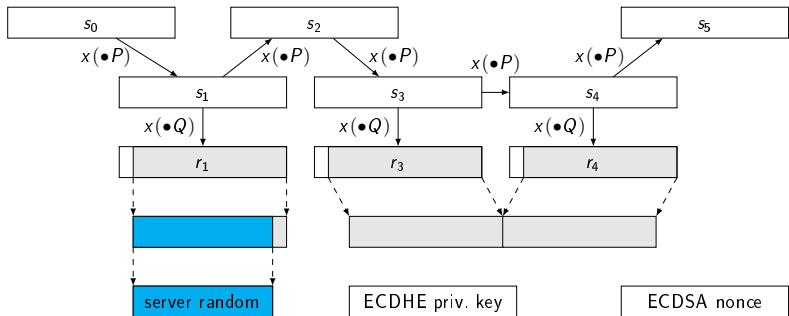 s₀ s₂ s₅
x(•P) x(•P) x(•P) x(•P) x(•P)
s₁ s₃ s₄
x(•Q) x(•Q) x(•Q)
r₁ r₃ r₄
server random ECDHE priv. key ECDSA nonce